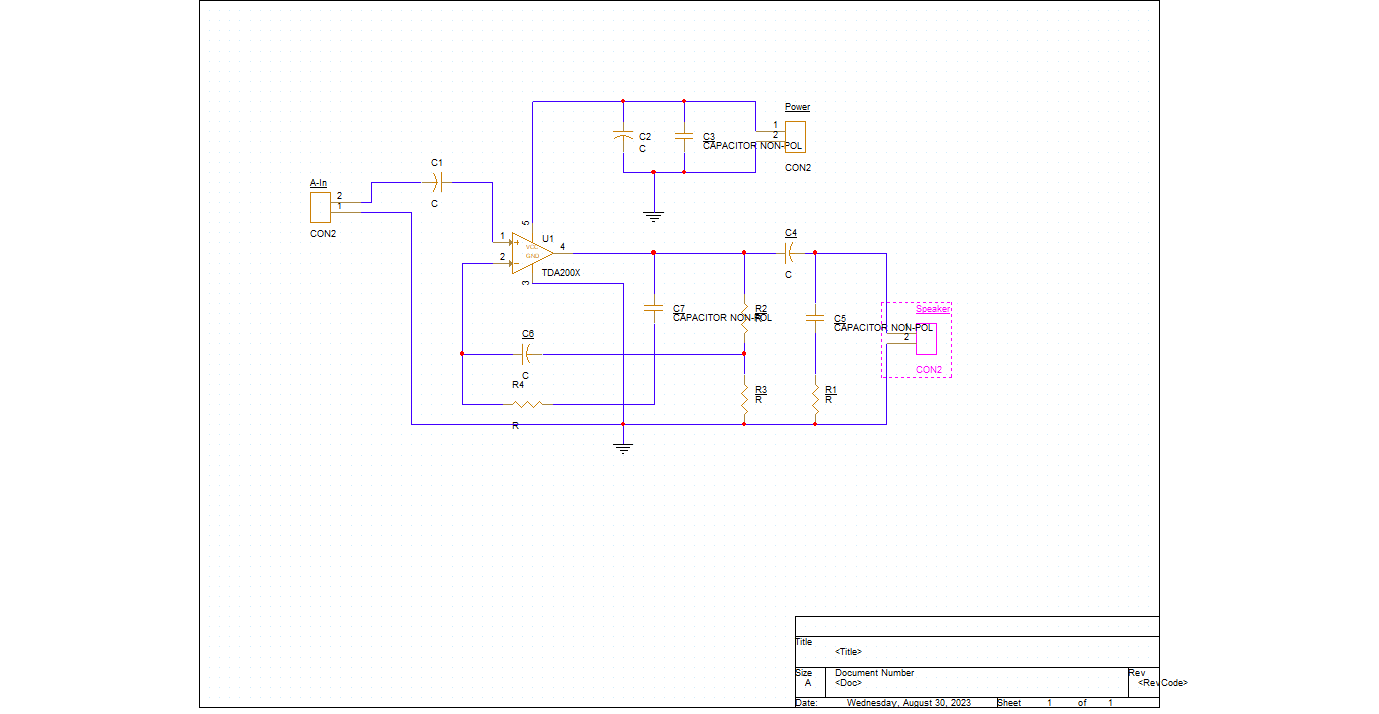 Power
1
2
C2
C
C3
CAPACITOR NON-POL
CON2
C1
C
A-In
2
1
CON2
5
1
2
VCC
GND
U1
4
TDA200X
3
C4
C
C7
CAPACITOR NON-POL
R2
C5
CAPACITOR NON-POL
Speaker
2
CON2
C6
C
R4
R
R3
R
R1
R
Title
<Title>
Size
A
Document Number
<Doc>
Rev
<RevCode>
Date:
Wednesday, August 30, 2023
Sheet
1
of
1